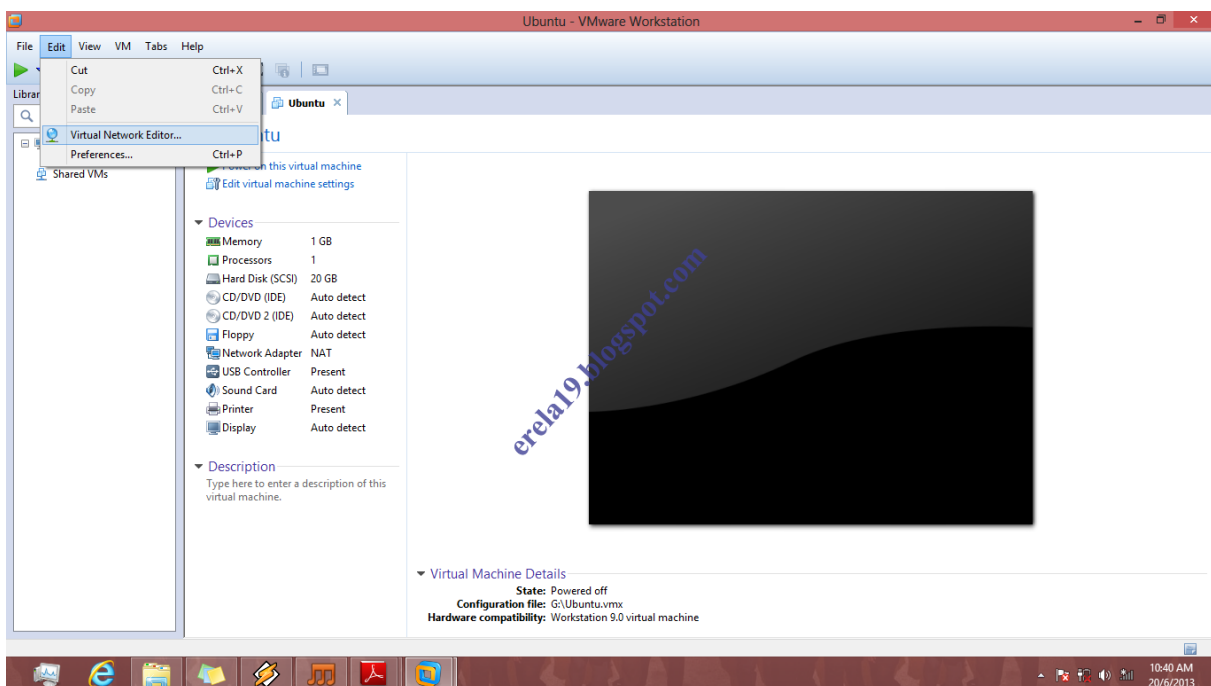 Ubuntu - VMware Workstation
File Edit View VM Tabs Help
Cut Ctrl+X
Copy Ctrl+C
Paste Ctrl+V
Virtual Network Editor...
Preferences... Ctrl+P
Ubuntu
Shared VMs
Power on this virtual machine
Edit virtual machine settings
Devices
Memory 1 GB
Processors 1
Hard Disk (SCSI) 20 GB
CD/DVD (IDE) Auto detect
CD/DVD 2 (IDE) Auto detect
Floppy Auto detect
Network Adapter NAT
USB Controller Present
Sound Card Auto detect
Printer Present
Display Auto detect
Description
Type here to enter a description of this
virtual machine.
erela19.blogspot.com
Virtual Machine Details
State: Powered off
Configuration file: G:\Ubuntu.vmx
Hardware compatibility: Workstation 9.0 virtual machine
10:40 AM
20/6/2013